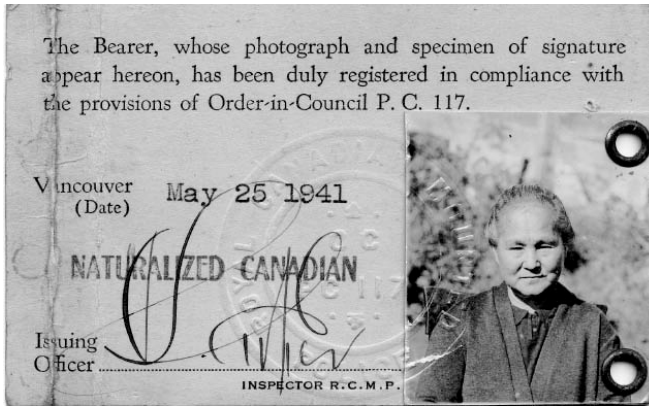 The Bearer, whose photograph and specimen of signature
appear hereon, has been duly registered in compliance with
the provisions of Order-in-Council P. C. 117.
Vancouver May 25 1941
(Date)
NATURALIZED CANADIAN
Issuing
Officer
INSPECTOR R.C.M.P.